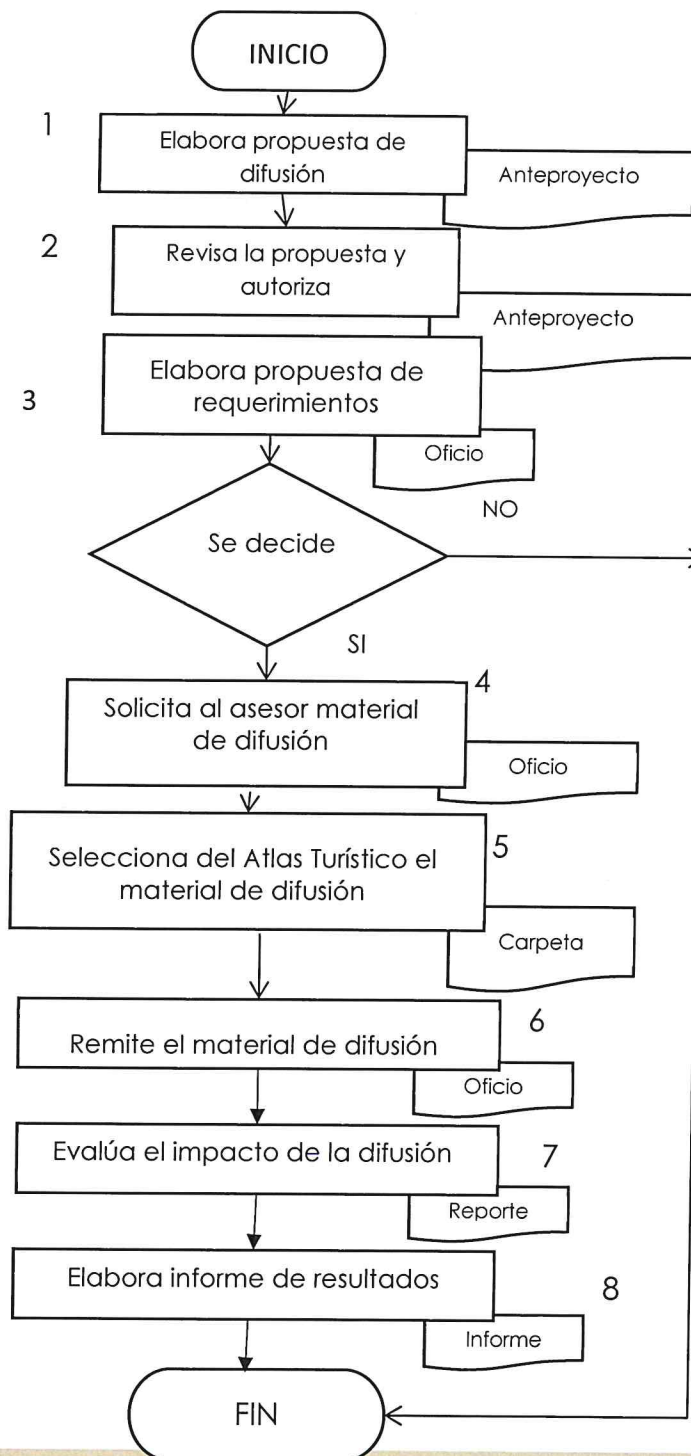 INICIO
1
Elabora propuesta de
difusión
Anteproyecto
2
Revisa la propuesta y
autoriza
Anteproyecto
3
Elabora propuesta de
requerimientos
Oficio
NO
Se decide
SI
4
Solicita al asesor material
de difusión
Oficio
5
Selecciona del Atlas Turístico el
material de difusión
Carpeta
6
Remite el material de difusión
Oficio
7
Evalúa el impacto de la difusión
Reporte
8
Elabora informe de resultados
Informe
FIN